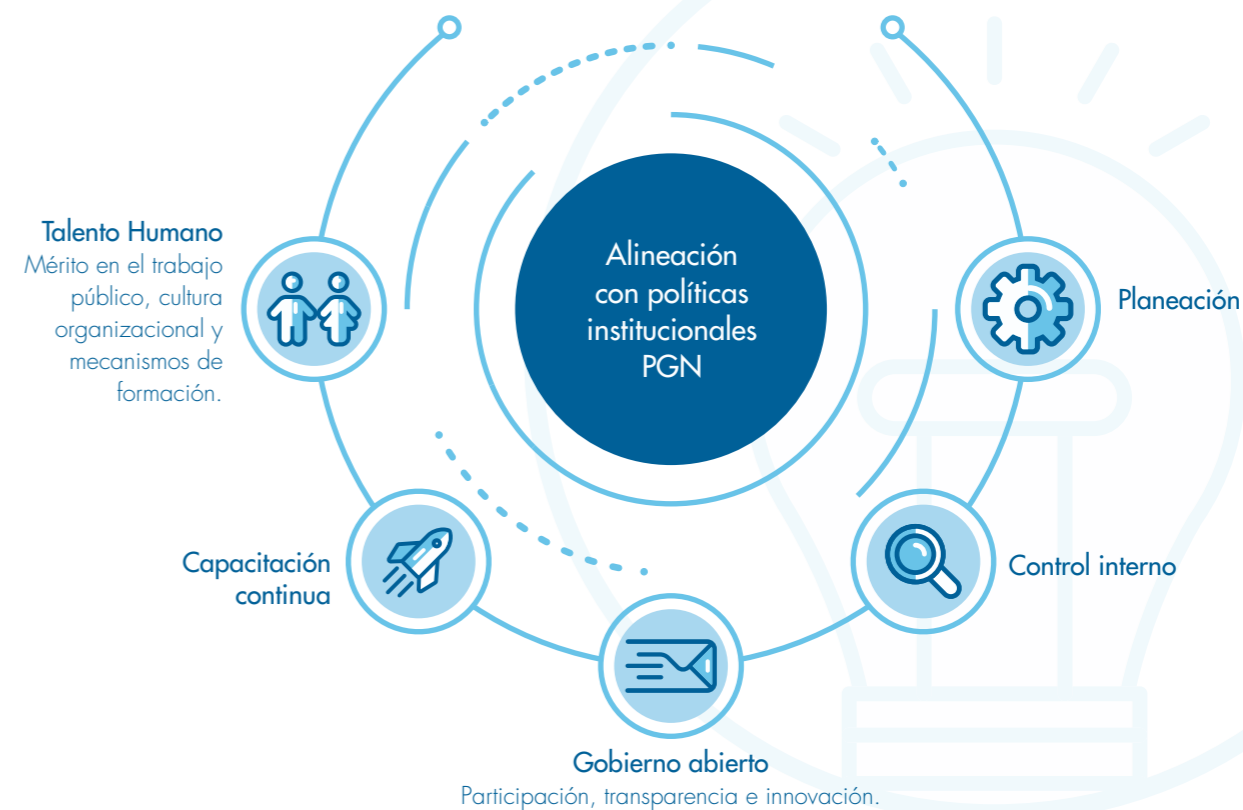 Alineación
con políticas
institucionales
PGN
Talento Humano
Mérito en el trabajo
público, cultura
organizacional y
mecanismos de
formación.
Planeación
Capacitación
continua
Control interno
Gobierno abierto
Participación, transparencia e innovación.